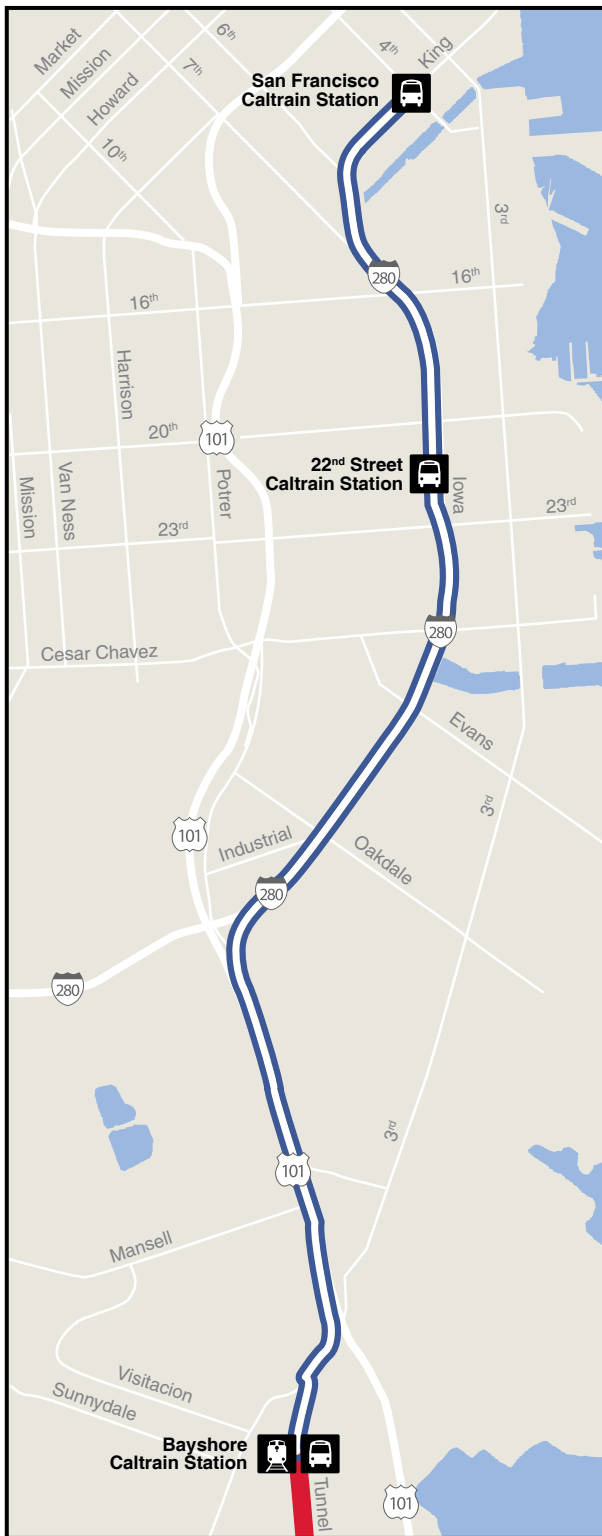 Market
Mission
Howard
6th
7th
4th
King
San Francisco
Caltrain Station
10th
3rd
280
16th
16th
Harrison
20th
101
22nd Street
Caltrain Station
Mission
Van Ness
Potrer
Iowa
23rd
23rd
280
Cesar Chavez
Evans
3rd
101
Industrial
Oakdale
280
280
3rd
101
Mansell
Visitacion
Sunnydale
Bayshore
Caltrain Station
Tunnel
101